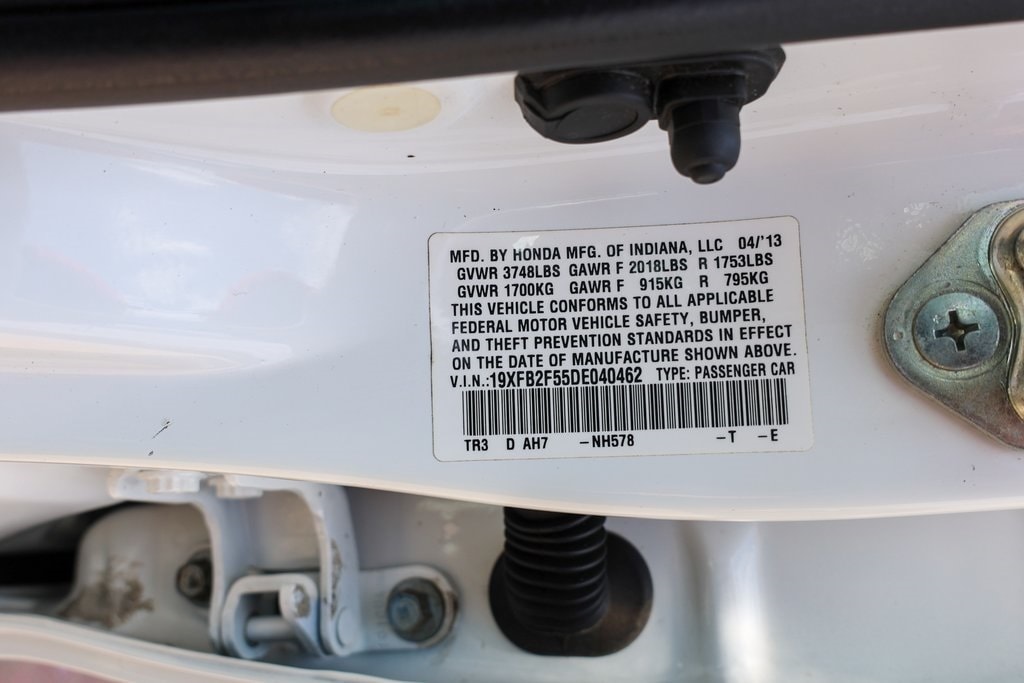 MFD. BY HONDA MFG. OF INDIANA, LLC 04/'13
GVWR 3748LBS GAWR F 2018LBS R 1753LBS
GVWR 1700KG GAWR F 915KG R 795KG
THIS VEHICLE CONFORMS TO ALL APPLICABLE
FEDERAL MOTOR VEHICLE SAFETY, BUMPER,
AND THEFT PREVENTION STANDARDS IN EFFECT
ON THE DATE OF MANUFACTURE SHOWN ABOVE.
V.I.N.:19XFB2F55DE040462 TYPE: PASSENGER CAR
TR3 D AH7 –NH578 –T –E